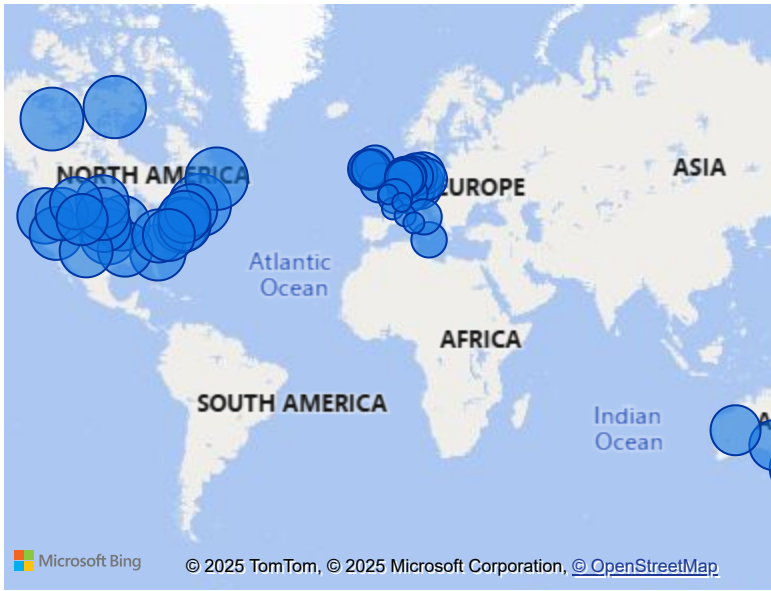 NORTH AMERICA
ASIA
EUROPE
Atlantic
Ocean
AFRICA
SOUTH AMERICA
Indian
Ocean
A
Microsoft Bing
© 2025 TomTom, © 2025 Microsoft Corporation, © OpenStreetMap